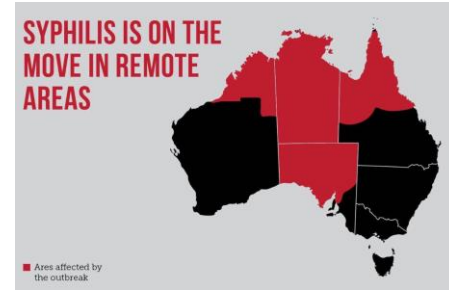 SYPHILIS IS ON THE
MOVE IN REMOTE
AREAS
Ares affected by
the outbreak